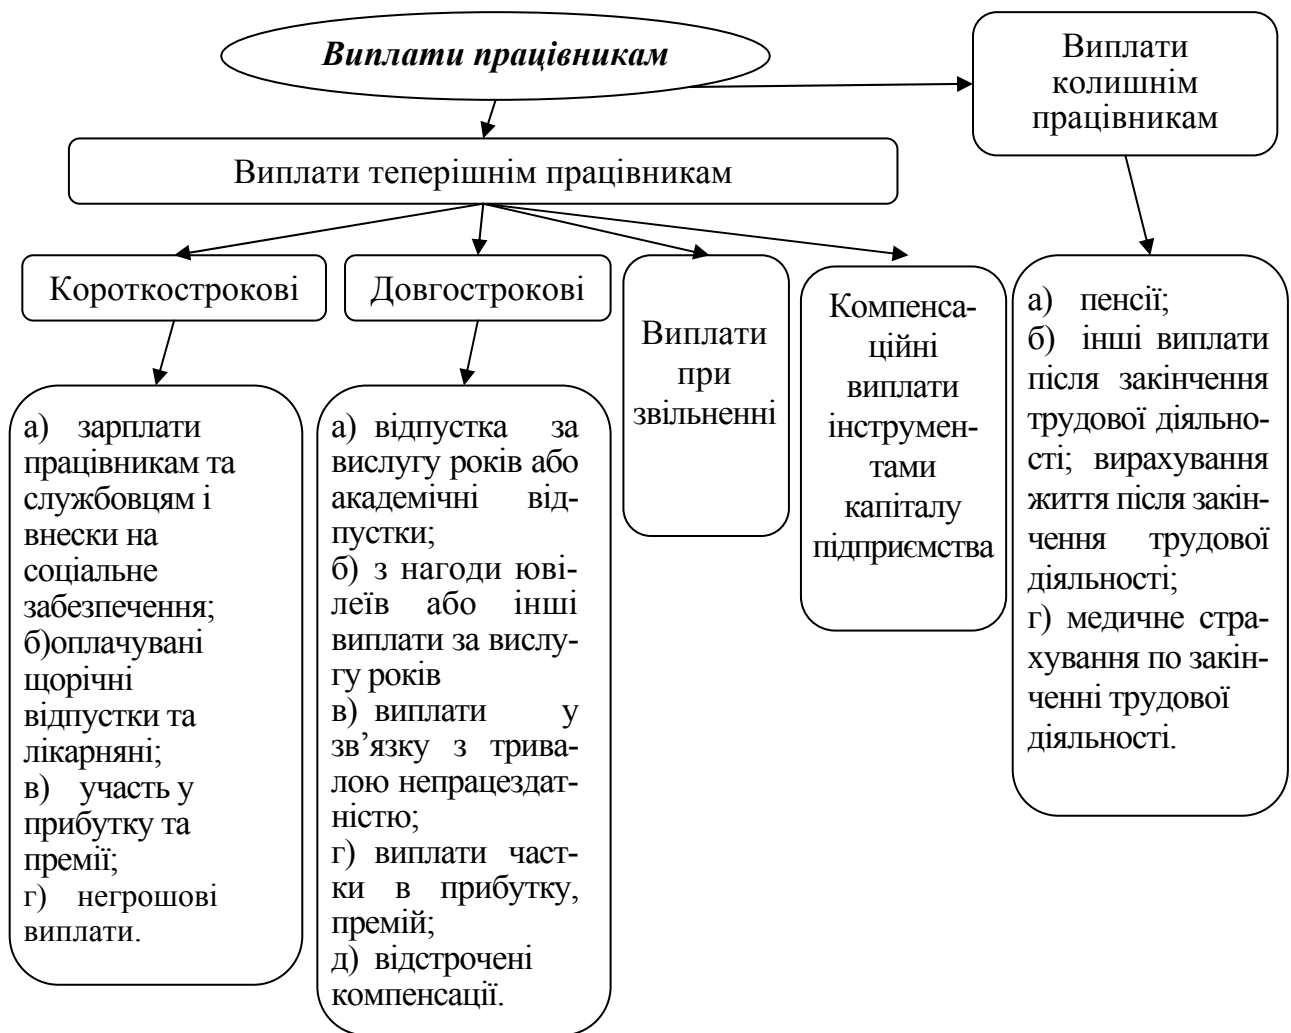 Виплати працівникам
Виплати
колишнім
працівникам
Виплати теперішнім працівникам
Короткострокові
Довгострокові
Виплати
при
звільненні
Компенса-
ційні
виплати
інструмен-
тами
капіталу
підприємства
а) пенсії;
б) інші виплати
після закінчення
трудової діяльно-
сті; вирахування
життя після закін-
чення трудової
діяльності;
г) медичне стра-
хування по закін-
ченні трудової
діяльності.
а) зарплати
працівникам та
службовцям і
внески на
соціальне
забезпечення;
б)оплачувані
щорічні
відпустки та
лікарняні;
в) участь у
прибутку та
премії;
г) негрошові
виплати.
а) відпустка за
вислугу років або
академічні від-
пустки;
б) з нагоди юві-
леїв або інші
виплати за вислу-
гу років
в) виплати у
зв’язку з трива-
лою непрацездат-
ністю;
г) виплати част-
ки в прибутку,
премій;
д) відстрочені
компенсації.